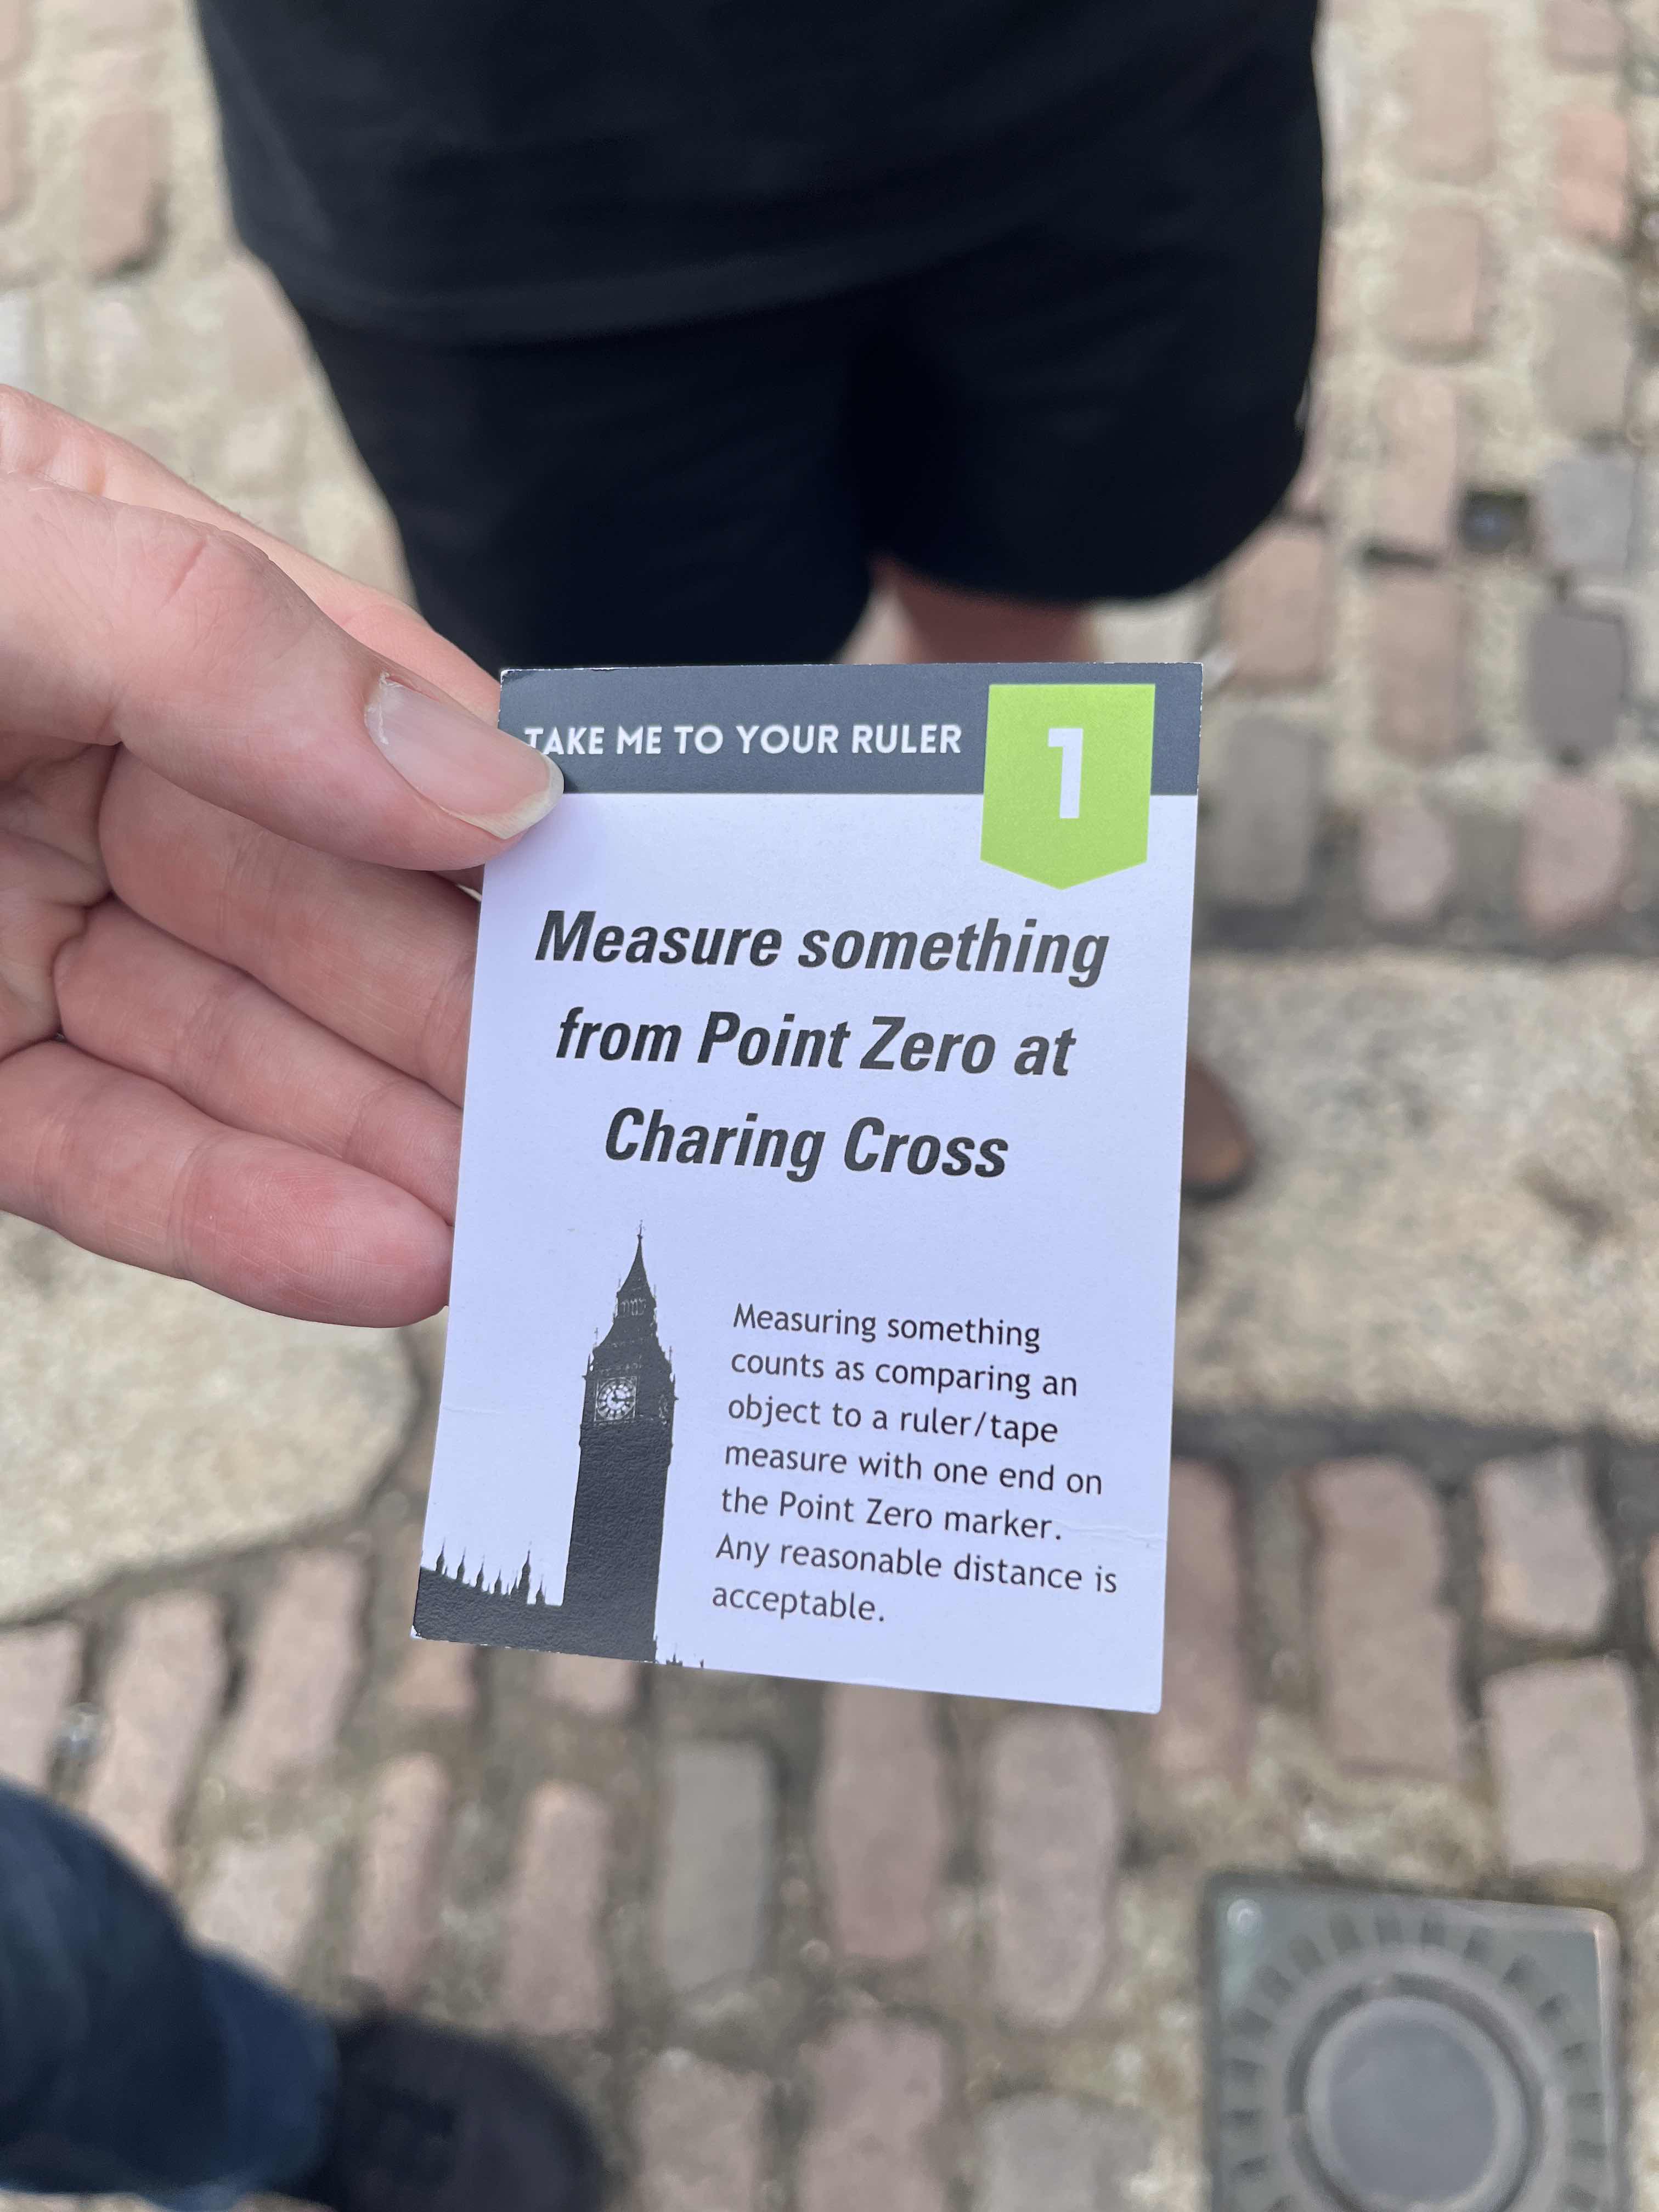 TAKE ME TO YOUR RULER
1
Measure something
from Point Zero at
Charing Cross
Measuring something
counts as comparing an
object to a ruler/tape
measure with one end on
the Point Zero marker.
Any reasonable distance is
acceptable.